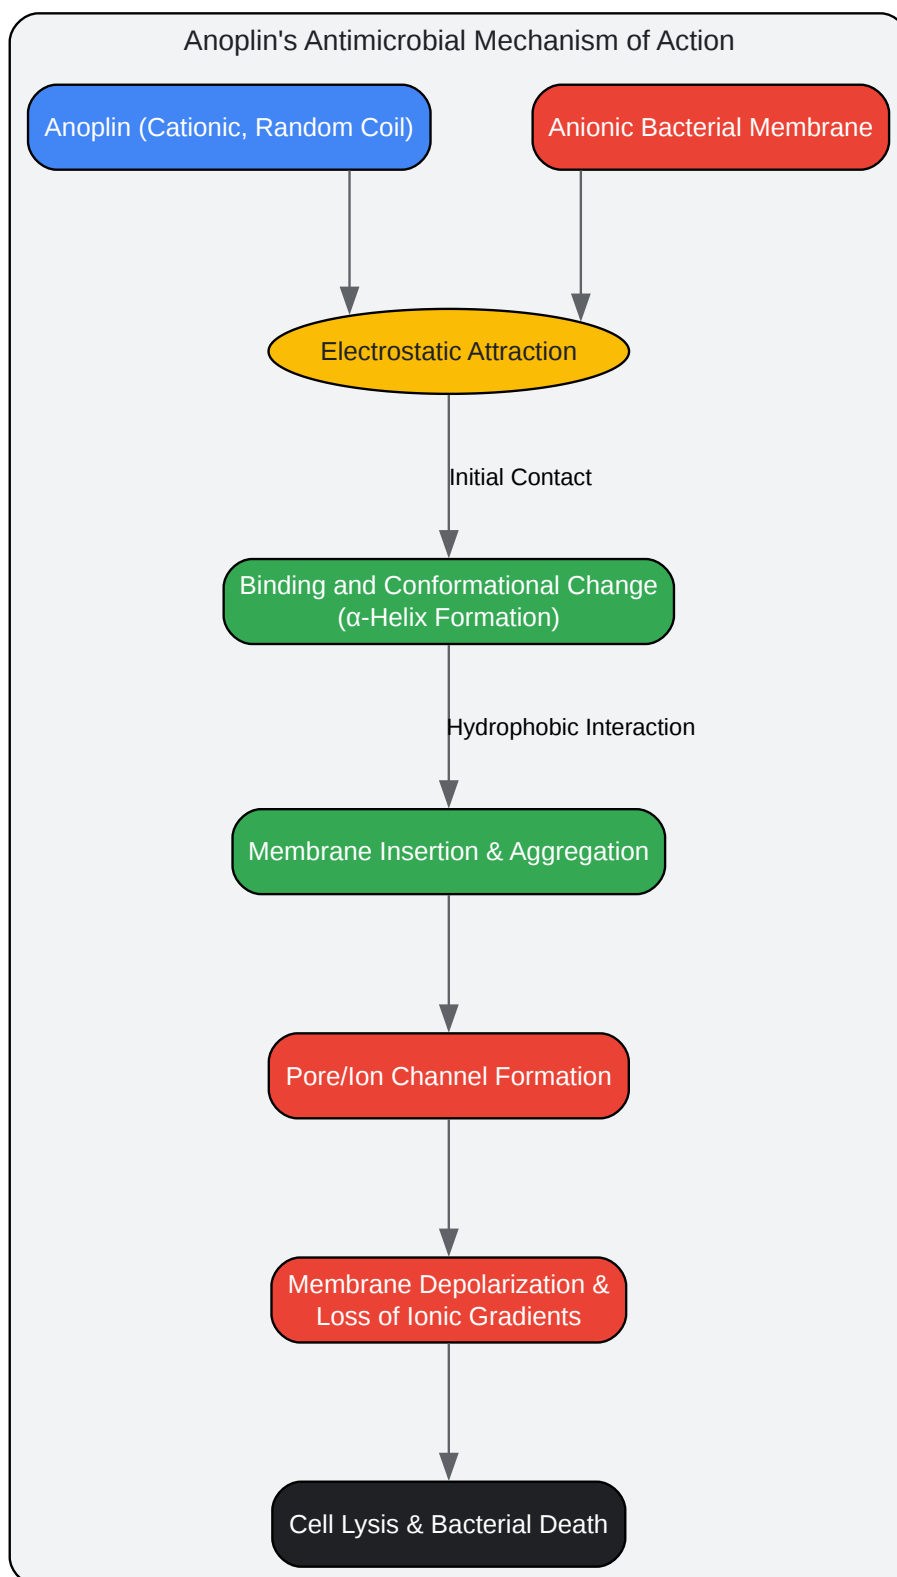 Anoplin's Antimicrobial Mechanism of Action
Anoplin (Cationic, Random Coil)
Anionic Bacterial Membrane
Electrostatic Attraction
Initial Contact
Binding and Conformational Change
(α-Helix Formation)
Hydrophobic Interaction
Membrane Insertion & Aggregation
Pore/Ion Channel Formation
Membrane Depolarization &
Loss of Ionic Gradients
Cell Lysis & Bacterial Death